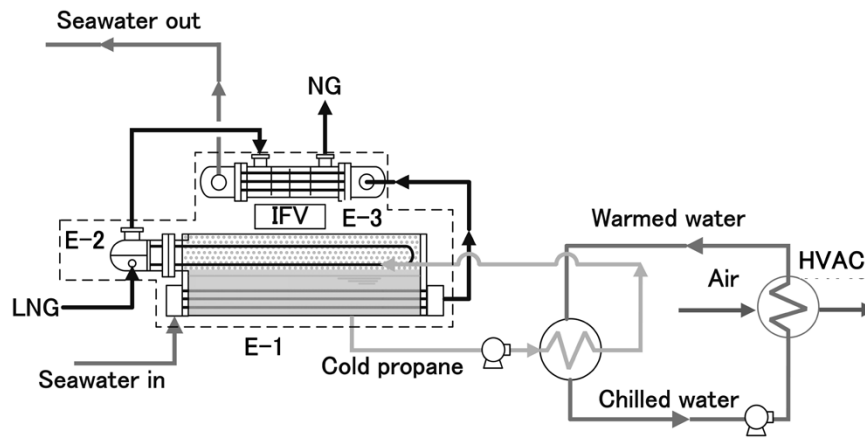 Seawater out
NG
IFV
E-3
E-2
LNG
E-1
Seawater in
Cold propane
Warmed water
HVAC
Air
Chilled water